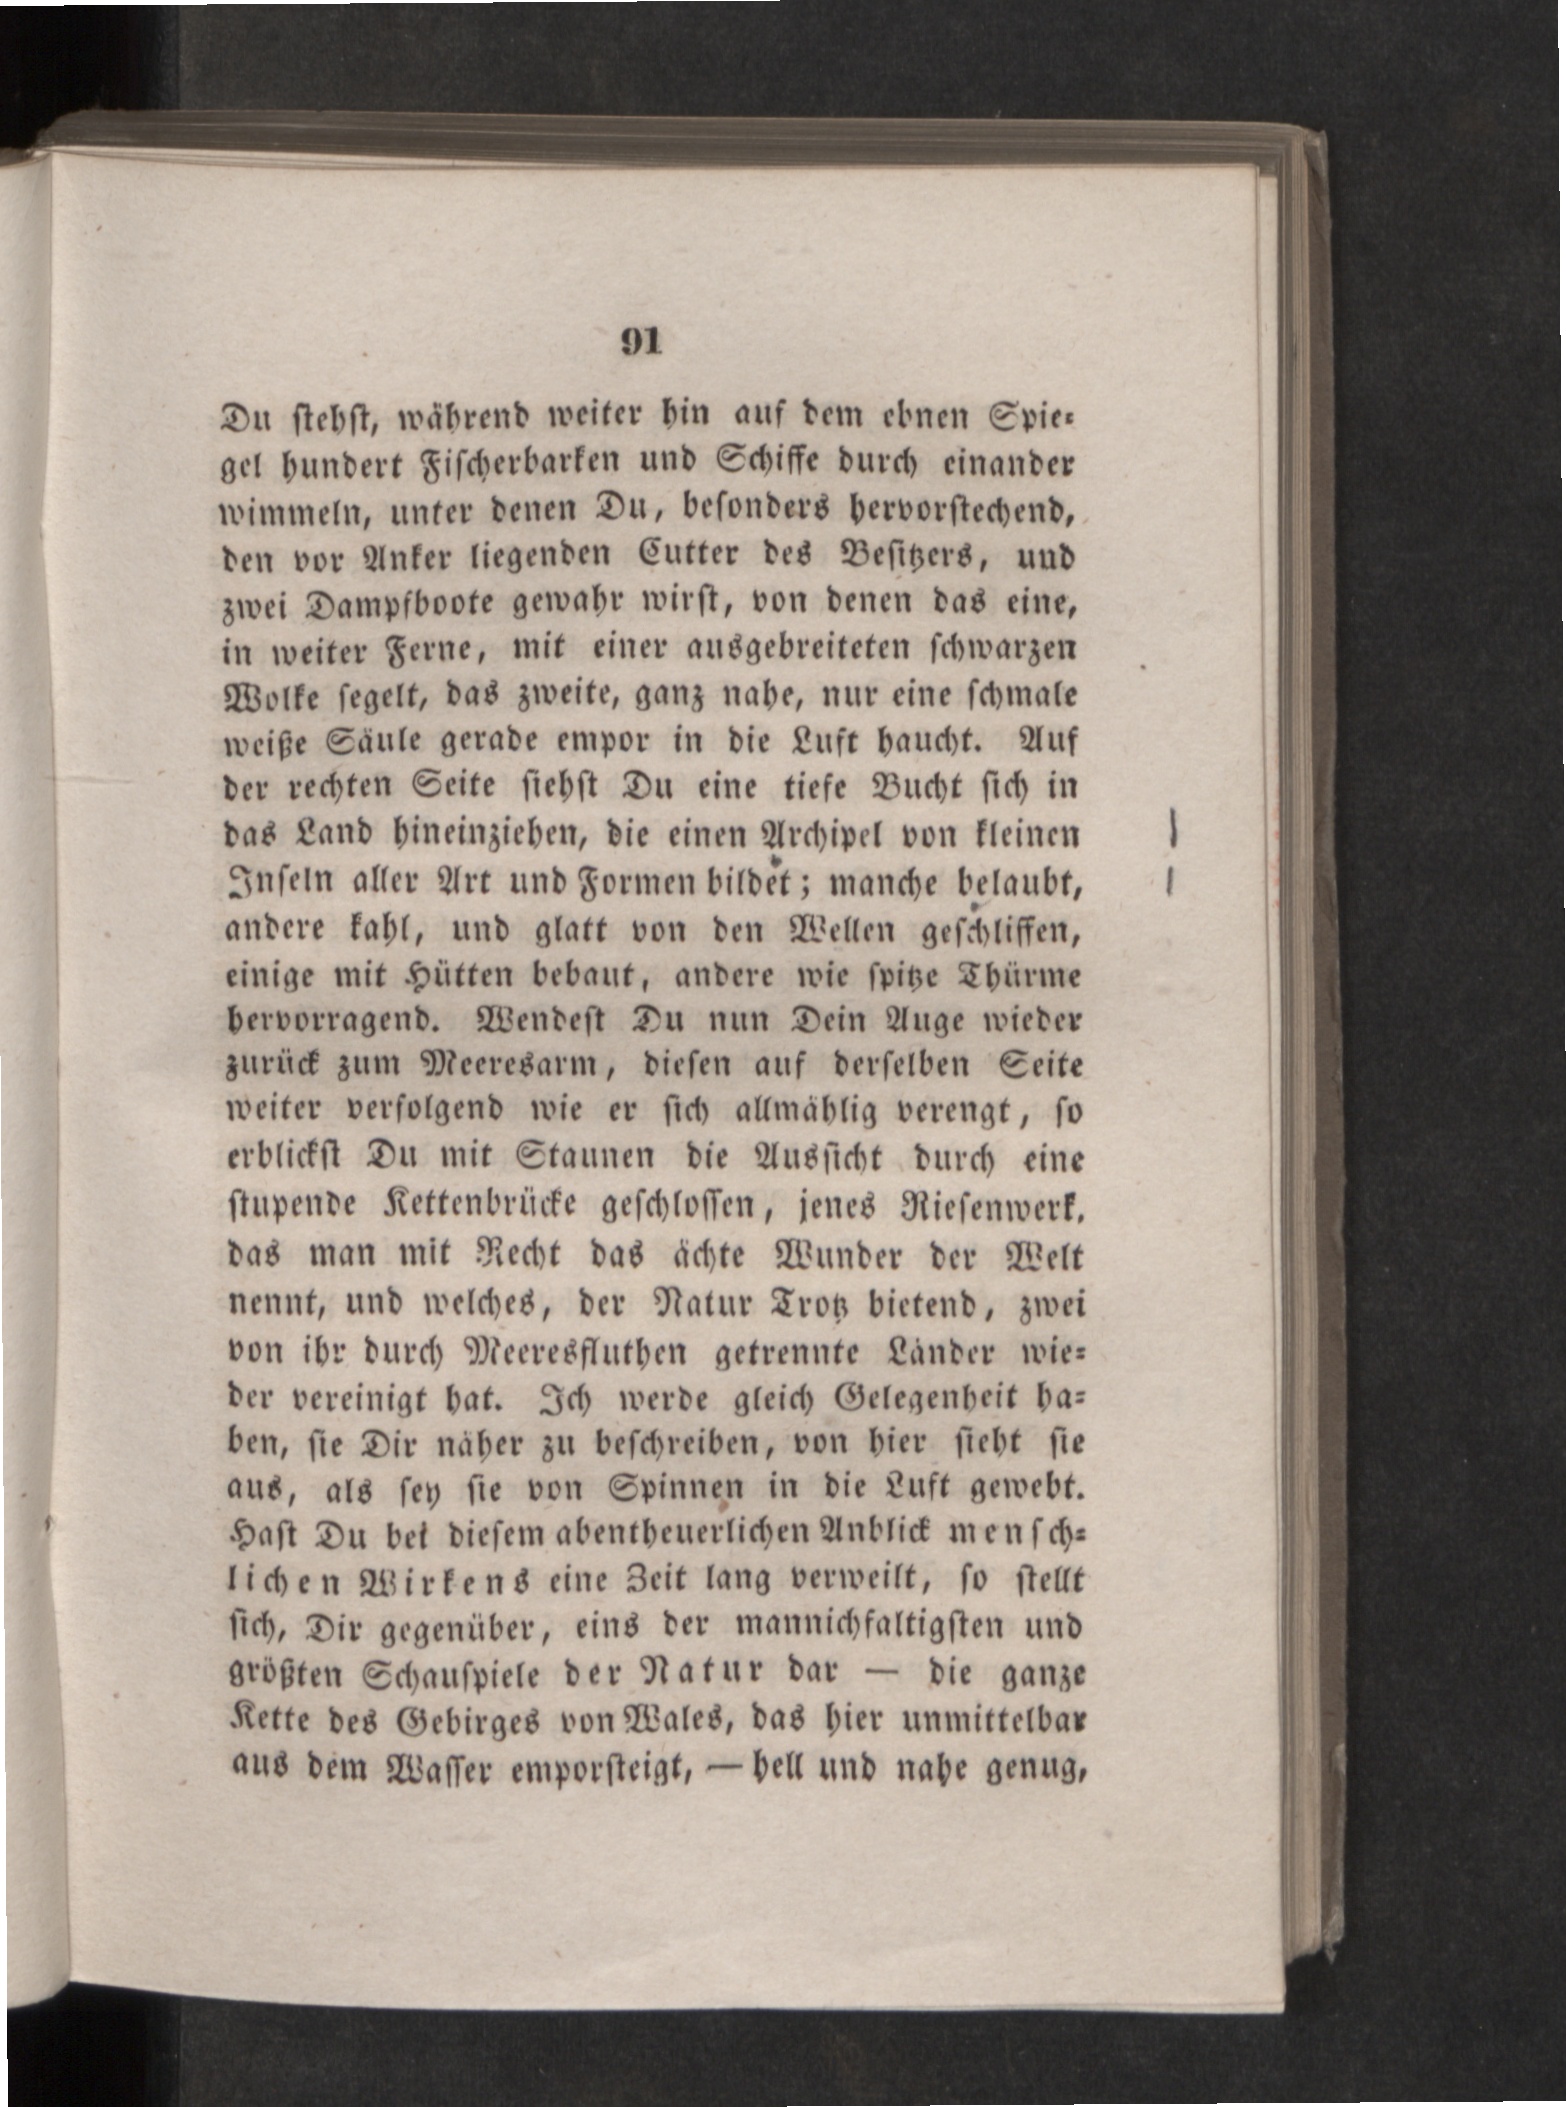 91
Du stehst, während weiter hin auf dem ebnen Spie-
gel hundert Fischerbarken und Schiffe durch einander
wimmeln, unter denen Du, besonders hervorstechend,
den vor Anker liegenden Cutter des Besitzers, und
zwei Dampfboote gewahr wirst, von denen das eine,
in weiter Ferne, mit einer ausgebreiteten schwarzen
Wolke segelt, das zweite, ganz nahe, nur eine schmale
weiße Säule gerade empor in die Luft haucht. Auf
der rechten Seite siehst Du eine tiefe Bucht sich in
das Land hineinziehen, die einen Archipel von kleinen
Inseln aller Art und Formen bildet; manche belaubt,
andere kahl, und glatt von den Wellen geschliffen,
einige mit Hütten bebaut, andere wie spitze Thürme
hervorragend. Wendest Du nun Dein Auge wieder
zurück zum Meeresarm, diesen auf derselben Seite
weiter verfolgend wie er sich allmählig verengt, so
erblickst Du mit Staunen die Aussicht durch eine
stupende Kettenbrücke geschlossen, jenes Riesenwerk,
das man mit Recht das ächte Wunder der Welt
nennt, und welches, der Natur Trotz bietend, zwei
von ihr durch Meeresfluthen getrennte Länder wie-
der vereinigt hat. Ich werde gleich Gelegenheit ha-
ben, sie Dir näher zu beschreiben, von hier sieht sie
aus, als sey sie von Spinnen in die Luft gewebt.
Hast Du bei diesem abentheuerlichen Anblick mensch-
lichen Wirkens eine Zeit lang verweilt, so stellt
sich, Dir gegenüber, eins der mannichfaltigsten und
größten Schauspiele der Natur dar — die ganze
Kette des Gebirges von Wales, das hier unmittelbar
aus dem Wasser emporsteigt, — hell und nahe genug,